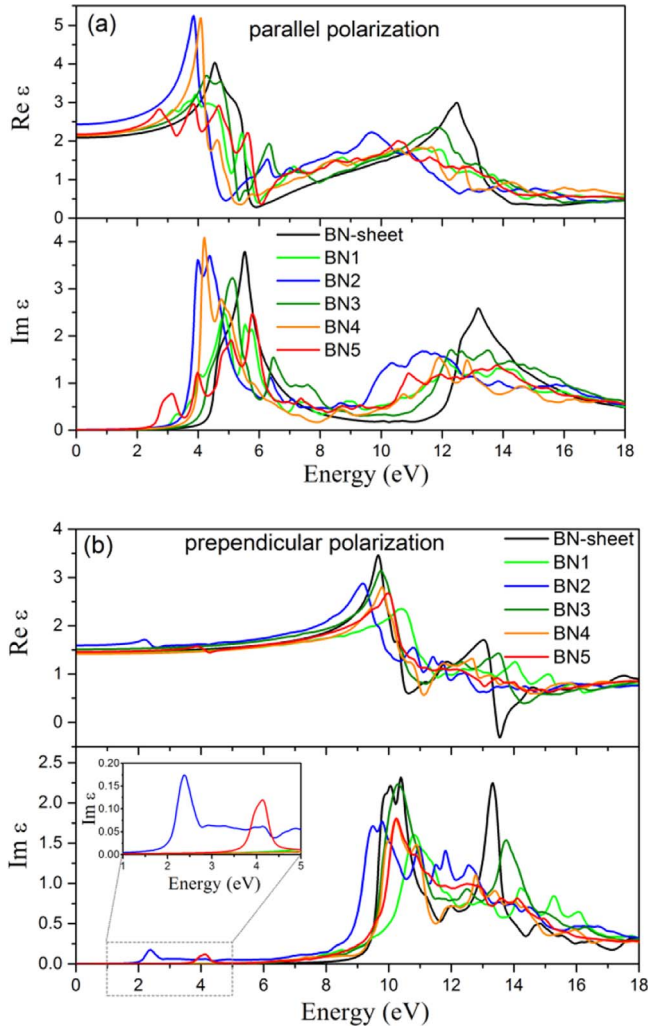 (a) parallel polarization
Re ε
5
4
3
2
1
0
Im ε
4
3
2
1
0
BN-sheet
BN1
BN2
BN3
BN4
BN5
0 2 4 6 8 10 12 14 16 18
Energy (eV)
(b) prependicular polarization
Re ε
4
3
2
1
0
BN-sheet
BN1
BN2
BN3
BN4
BN5
Im ε
2.5
2.0
1.5
1.0
0.5
0.0
Im ε
0.20
0.15
0.10
0.05
0.00
1 2 3 4 5
Energy (eV)
0 2 4 6 8 10 12 14 16 18
Energy (eV)